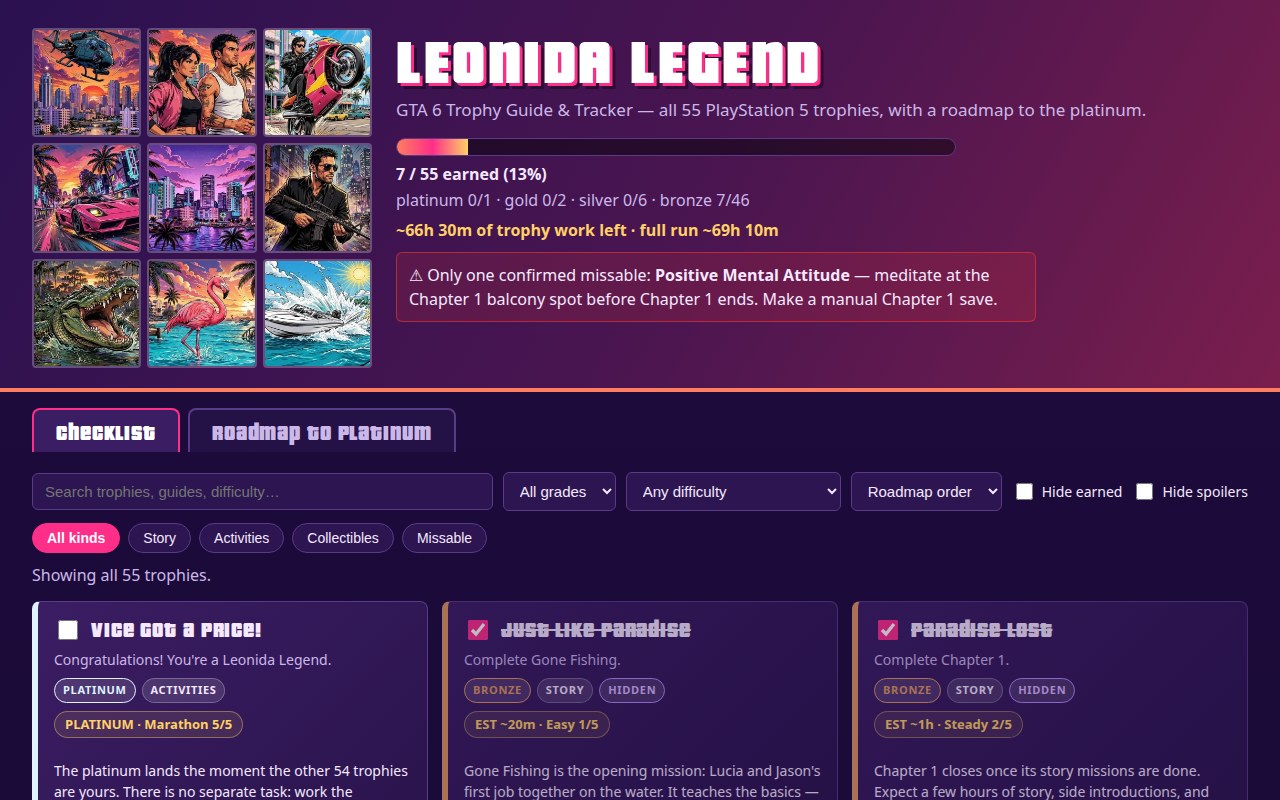 LEONIDA LEGEND
GTA 6 Trophy Guide & Tracker — all 55 PlayStation 5 trophies, with a roadmap to the platinum.
7 / 55 earned (13%)
platinum 0/1 · gold 0/2 · silver 0/6 · bronze 7/46
~66h 30m of trophy work left · full run ~69h 10m
⚠ Only one confirmed missable: Positive Mental Attitude — meditate at the
Chapter 1 balcony spot before Chapter 1 ends. Make a manual Chapter 1 save.
Checklist
Roadmap to Platinum
Search trophies, guides, difficulty…
All grades
Any difficulty
Roadmap order
Hide earned
Hide spoilers
All kinds
Story
Activities
Collectibles
Missable
Showing all 55 trophies.
Vice Got a Price!
Congratulations! You're a Leonida Legend.
PLATINUM
ACTIVITIES
PLATINUM · Marathon 5/5
The platinum lands the moment the other 54 trophies
are yours. There is no separate task: work the
Just Like Paradise
Complete Gone Fishing.
BRONZE
STORY
HIDDEN
EST ~20m · Easy 1/5
Gone Fishing is the opening mission: Lucia and Jason's
first job together on the water. It teaches the basics —
Paradise Lost
Complete Chapter 1.
BRONZE
STORY
HIDDEN
EST ~1h · Steady 2/5
Chapter 1 closes once its story missions are done.
Expect a few hours of story, side introductions, and